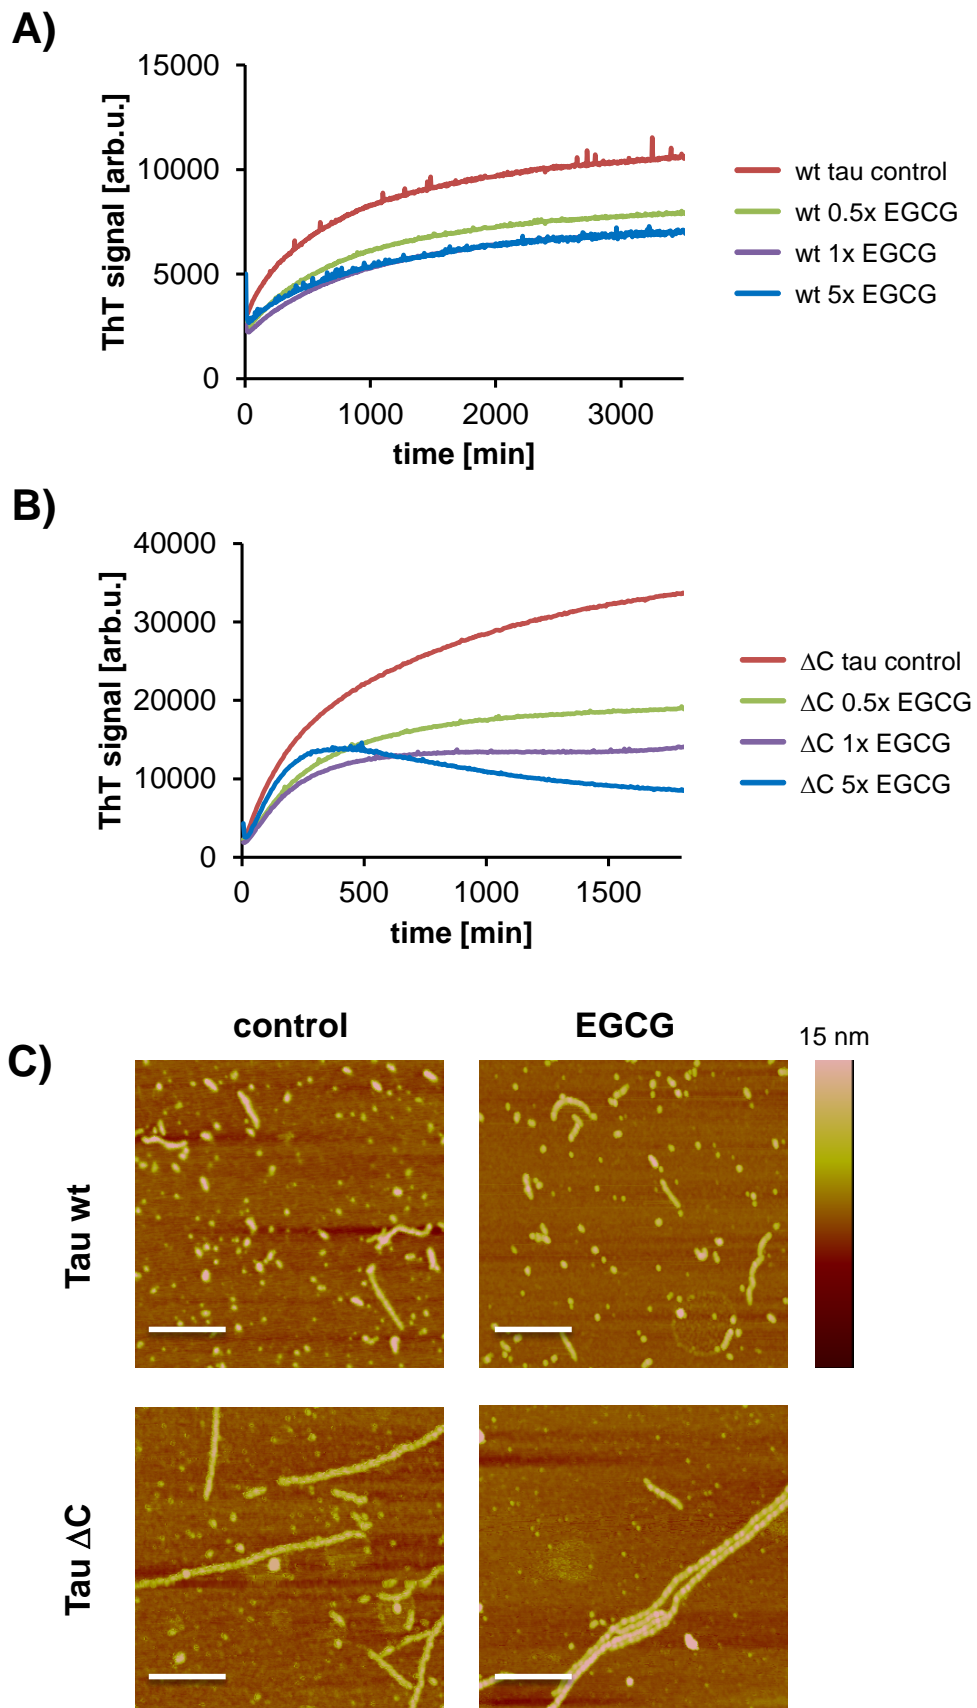 A)
15000
10000
5000
0
ThT signal [arb.u.]
0 1000 2000 3000
time [min]
wt tau control
wt 0.5x EGCG
wt 1x EGCG
wt 5x EGCG
B)
40000
30000
20000
10000
0
ThT signal [arb.u.]
0 500 1000 1500
time [min]
ΔC tau control
ΔC 0.5x EGCG
ΔC 1x EGCG
ΔC 5x EGCG
C)
control EGCG
15 nm
Tau wt
Tau ΔC